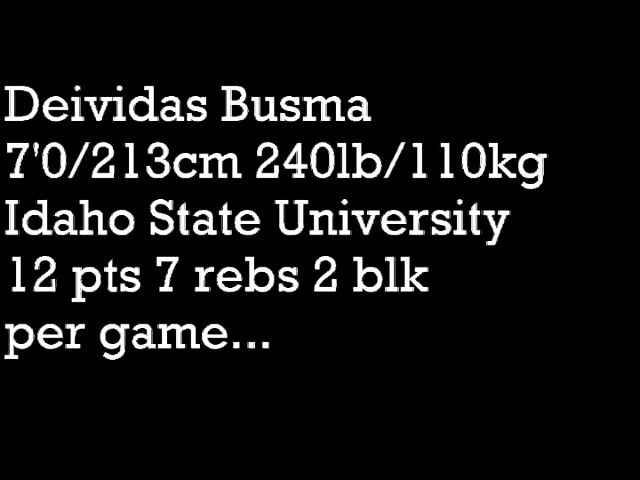 Deividas Busma
7'0/213cm 240lb/110kg
Idaho State University
12 pts 7 rebs 2 blk
per game...